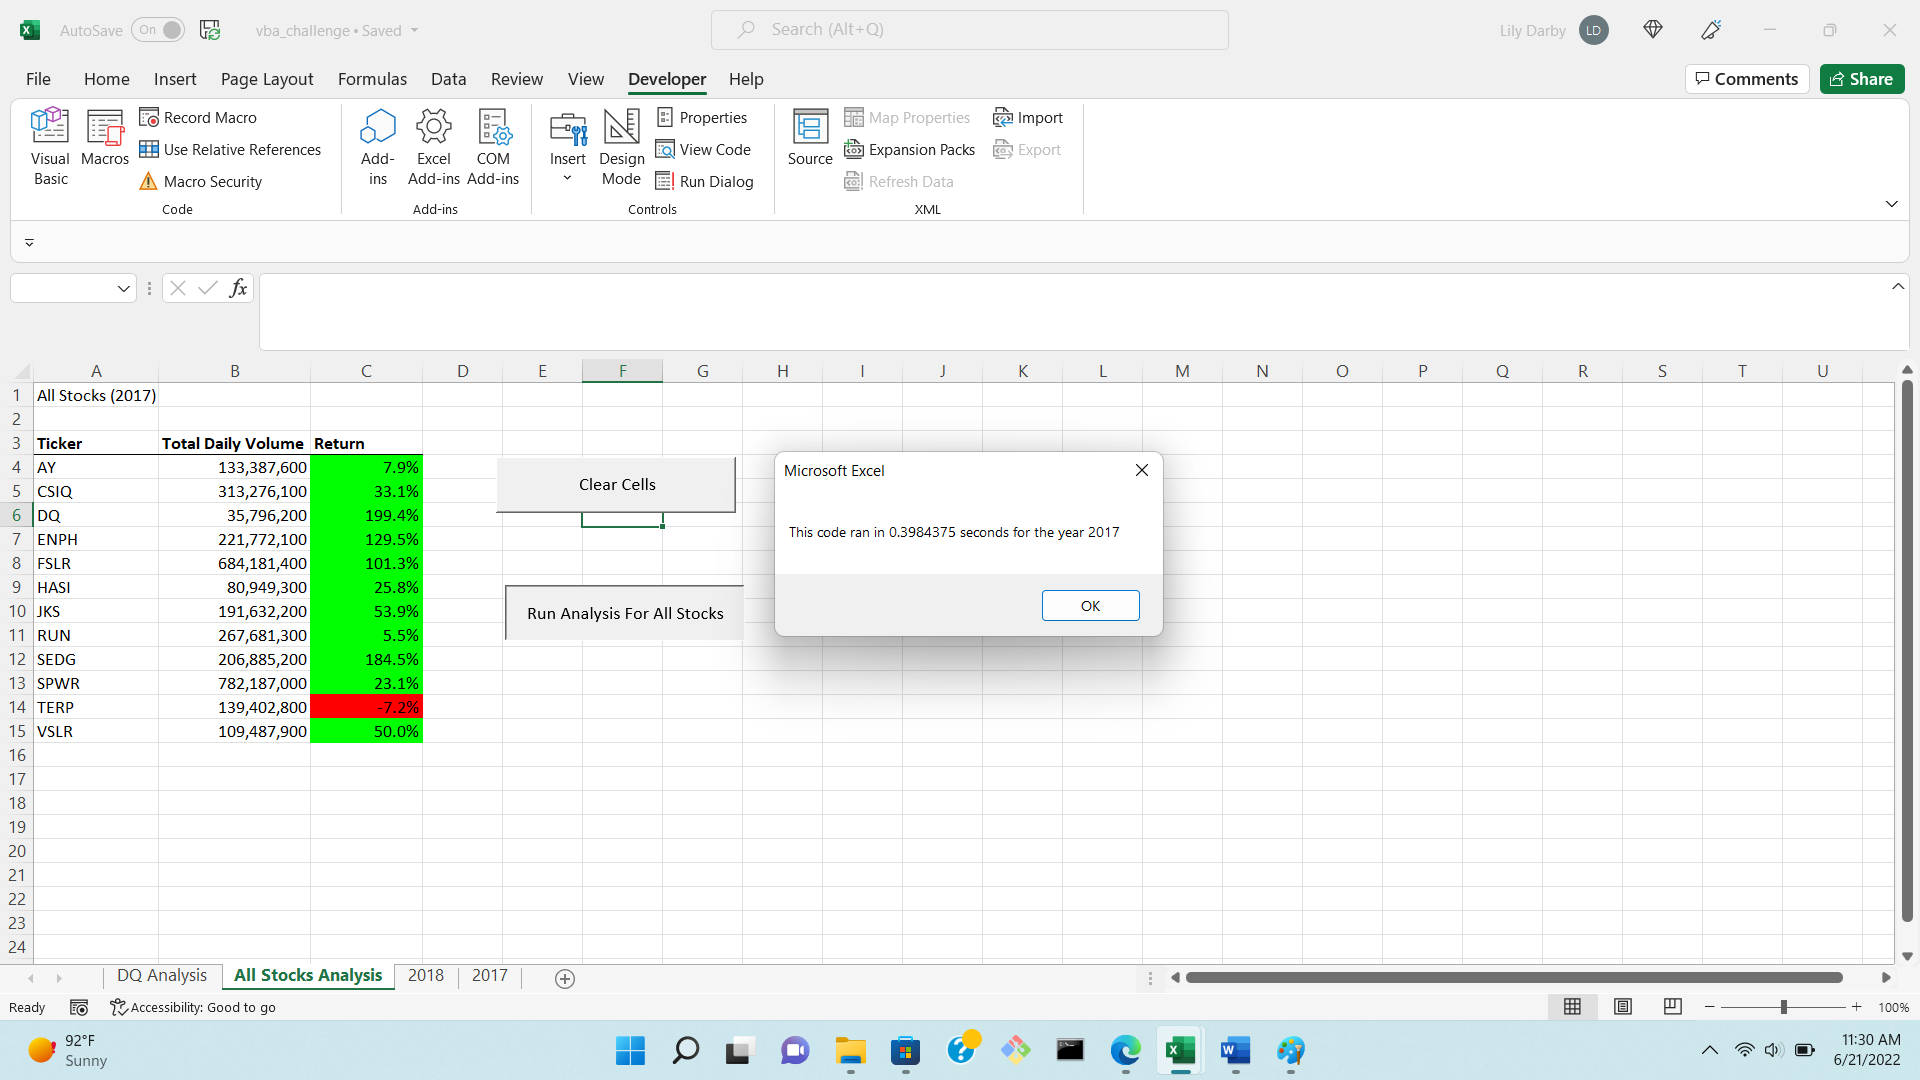 AutoSave On vba_challenge • Saved Search (Alt+Q) Lily Darby LD
File Home Insert Page Layout Formulas Data Review View Developer Help Comments Share
Visual Basic
Macros
Record Macro
Use Relative References
Macro Security
Code
Add-ins
Excel Add-ins
COM Add-ins
Add-ins
Insert
Design Mode
Properties
View Code
Run Dialog
Controls
Source
Map Properties
Expansion Packs
Refresh Data
Import
Export
XML
fx
A B C D E F G H I J K L M N O P Q R S T U
1 All Stocks (2017)
2
3 Ticker Total Daily Volume Return
4 AY 133,387,600 7.9%
5 CSIQ 313,276,100 33.1%
6 DQ 35,796,200 199.4%
7 ENPH 221,772,100 129.5%
8 FSLR 684,181,400 101.3%
9 HASI 80,949,300 25.8%
10 JKS 191,632,200 53.9%
11 RUN 267,681,300 5.5%
12 SEDG 206,885,200 184.5%
13 SPWR 782,187,000 23.1%
14 TERP 139,402,800 -7.2%
15 VSLR 109,487,900 50.0%
16
17
18
19
20
21
22
23
24
Clear Cells
Run Analysis For All Stocks
Microsoft Excel
This code ran in 0.3984375 seconds for the year 2017
OK
DQ Analysis All Stocks Analysis 2018 2017
Ready Accessibility: Good to go 100%
92°F
Sunny
11:30 AM
6/21/2022